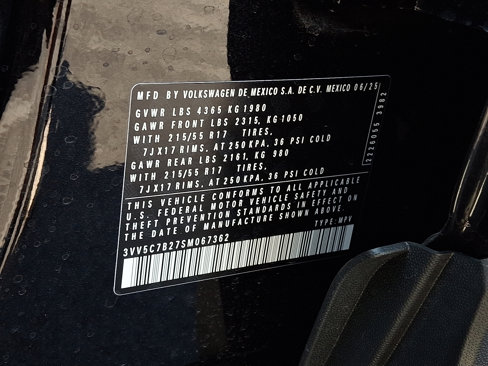 MFD BY VOLKSWAGEN DE MEXICO S.A. DE C.V. MEXICO 06/25
GVWR LBS 4365 KG 1980
GAWR FRONT LBS 2315, KG 1050
WITH 215/55 R17 TIRES,
7JX17 RIMS, AT 250 KPA, 36 PSI COLD
GAWR REAR LBS 2161, KG 980
WITH 215/55 R17 TIRES,
7JX17 RIMS, AT 250 KPA, 36 PSI COLD
THIS VEHICLE CONFORMS TO ALL APPLICABLE
U.S. FEDERAL MOTOR VEHICLE SAFETY AND
THEFT PREVENTION STANDARDS IN EFFECT ON
THE DATE OF MANUFACTURE SHOWN ABOVE.
3VV5C7B27SM067362 TYPE: MPV
2226055 3982